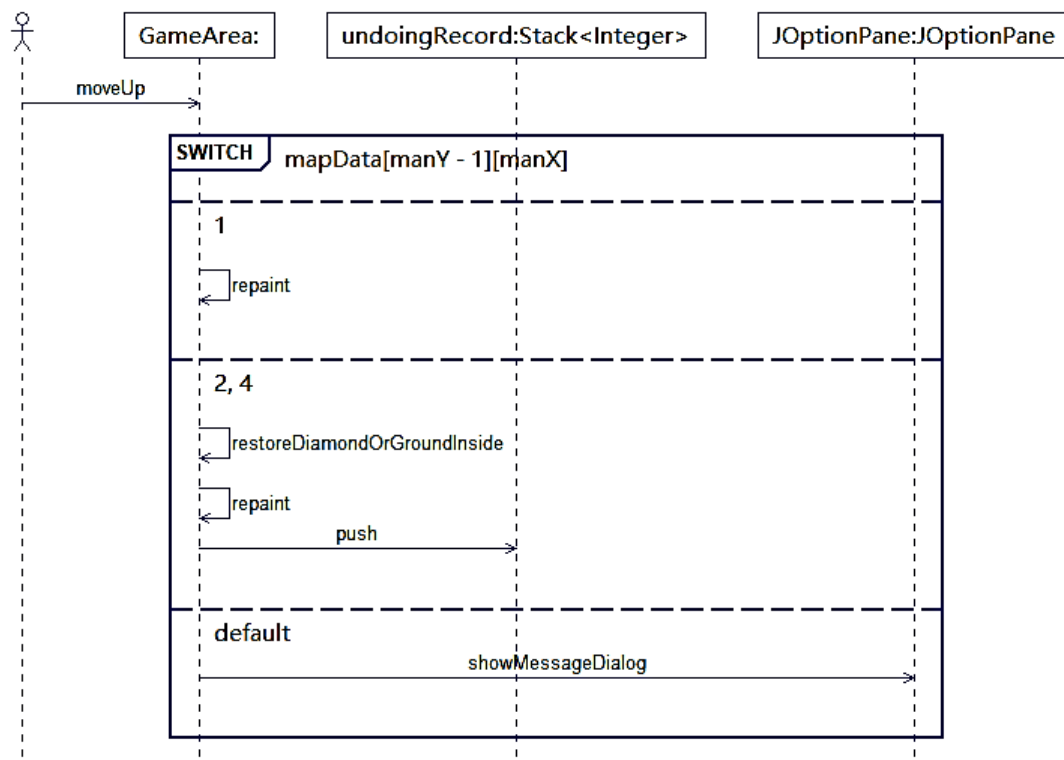 GameArea:
undoingRecord:Stack<Integer>
JOptionPane:JOptionPane
moveUp
SWITCH
mapData[manY - 1][manX]
1
repaint
2, 4
restoreDiamondOrGroundInside
repaint
push
default
showMessageDialog